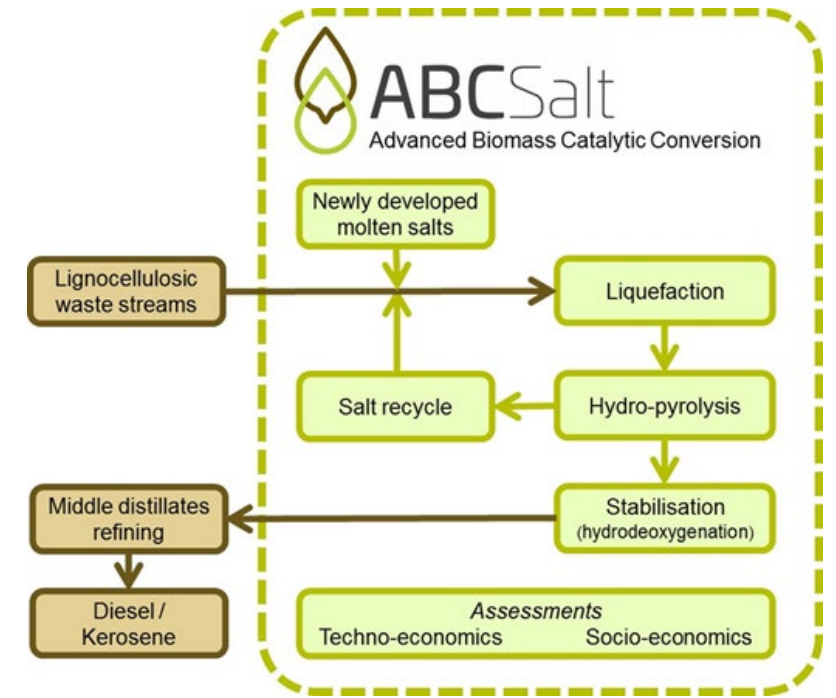 ABCSalt
Advanced Biomass Catalytic Conversion
Newly developed
molten salts
Lignocellulosic
waste streams
Liquefaction
Salt recycle
Hydro-pyrolysis
Middle distillates
refining
Stabilisation
(hydrodeoxygenation)
Diesel /
Kerosene
Assessments
Techno-economics Socio-economics